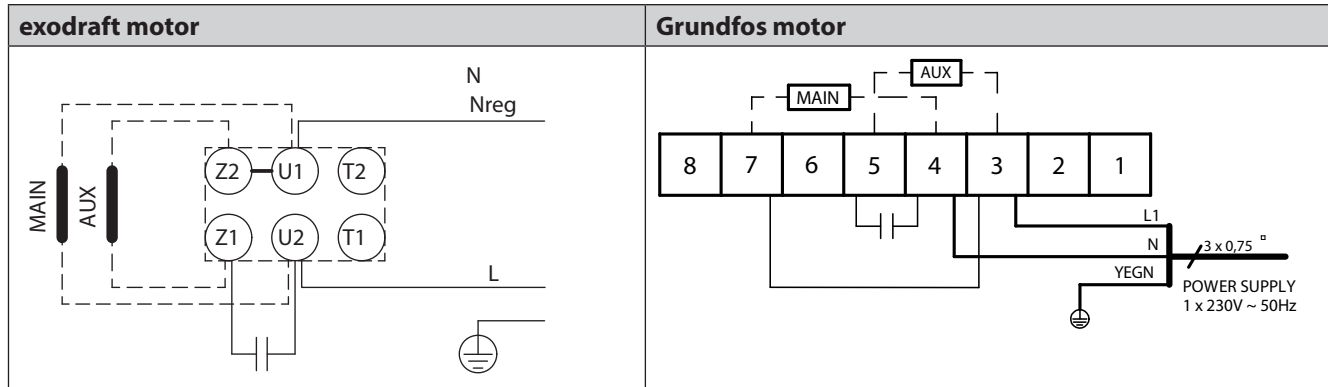 exodraft motor
N
Nreg
Z2 U1 T2
MAIN
AUX
Z1 U2 T1
L
Grundfos motor
AUX
MAIN
8 7 6 5 4 3 2 1
L1
N
3 x 0,75 ¤
YEGN
POWER SUPPLY
1 x 230V ~ 50Hz